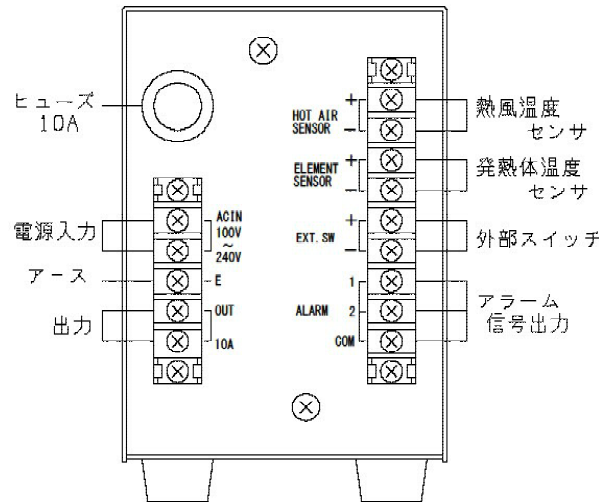 ヒューズ
10A
電源入力
アース
出力
ACIN
100V
~
240V
E
OUT
10A
+
HOT AIR
SENSOR
-
+
ELEMENT
SENSOR
-
+
EXT. SW
-
1
ALARM 2
COM
熱風温度
センサ
発熱体温度
センサ
外部スイッチ
アラーム
信号出力